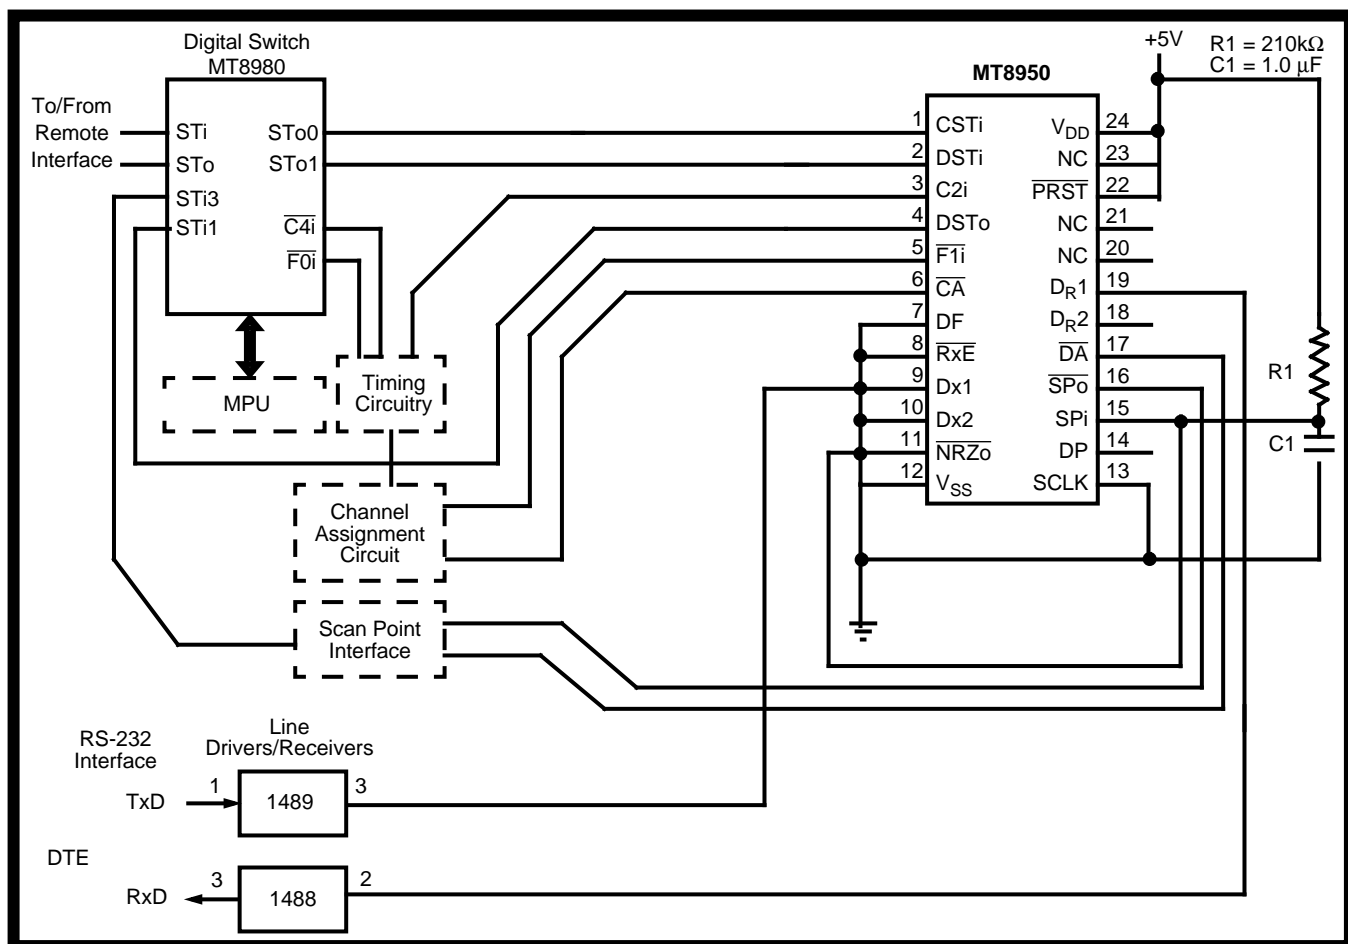 Digital Switch
MT8980
To/From
Remote
Interface
STi
STo
STi3
STi1
STo0
STo1
C4i
F0i
MPU
Timing
Circuitry
Channel
Assignment
Circuit
Scan Point
Interface
+5V
R1 = 210kΩ
C1 = 1.0 μF
MT8950
1 CSTi
2 DSTi
3 C2i
4 DSTo
5 F1i
6 CA
7 DF
8 RxE
9 Dx1
10 Dx2
11 NRZo
12 VSS
VDD 24
NC 23
PRST 22
NC 21
NC 20
DR1 19
DR2 18
DA 17
SPo 16
SPi 15
DP 14
SCLK 13
R1
C1
RS-232
Interface
Line
Drivers/Receivers
TxD 1 1489 3
DTE
RxD 3 1488 2